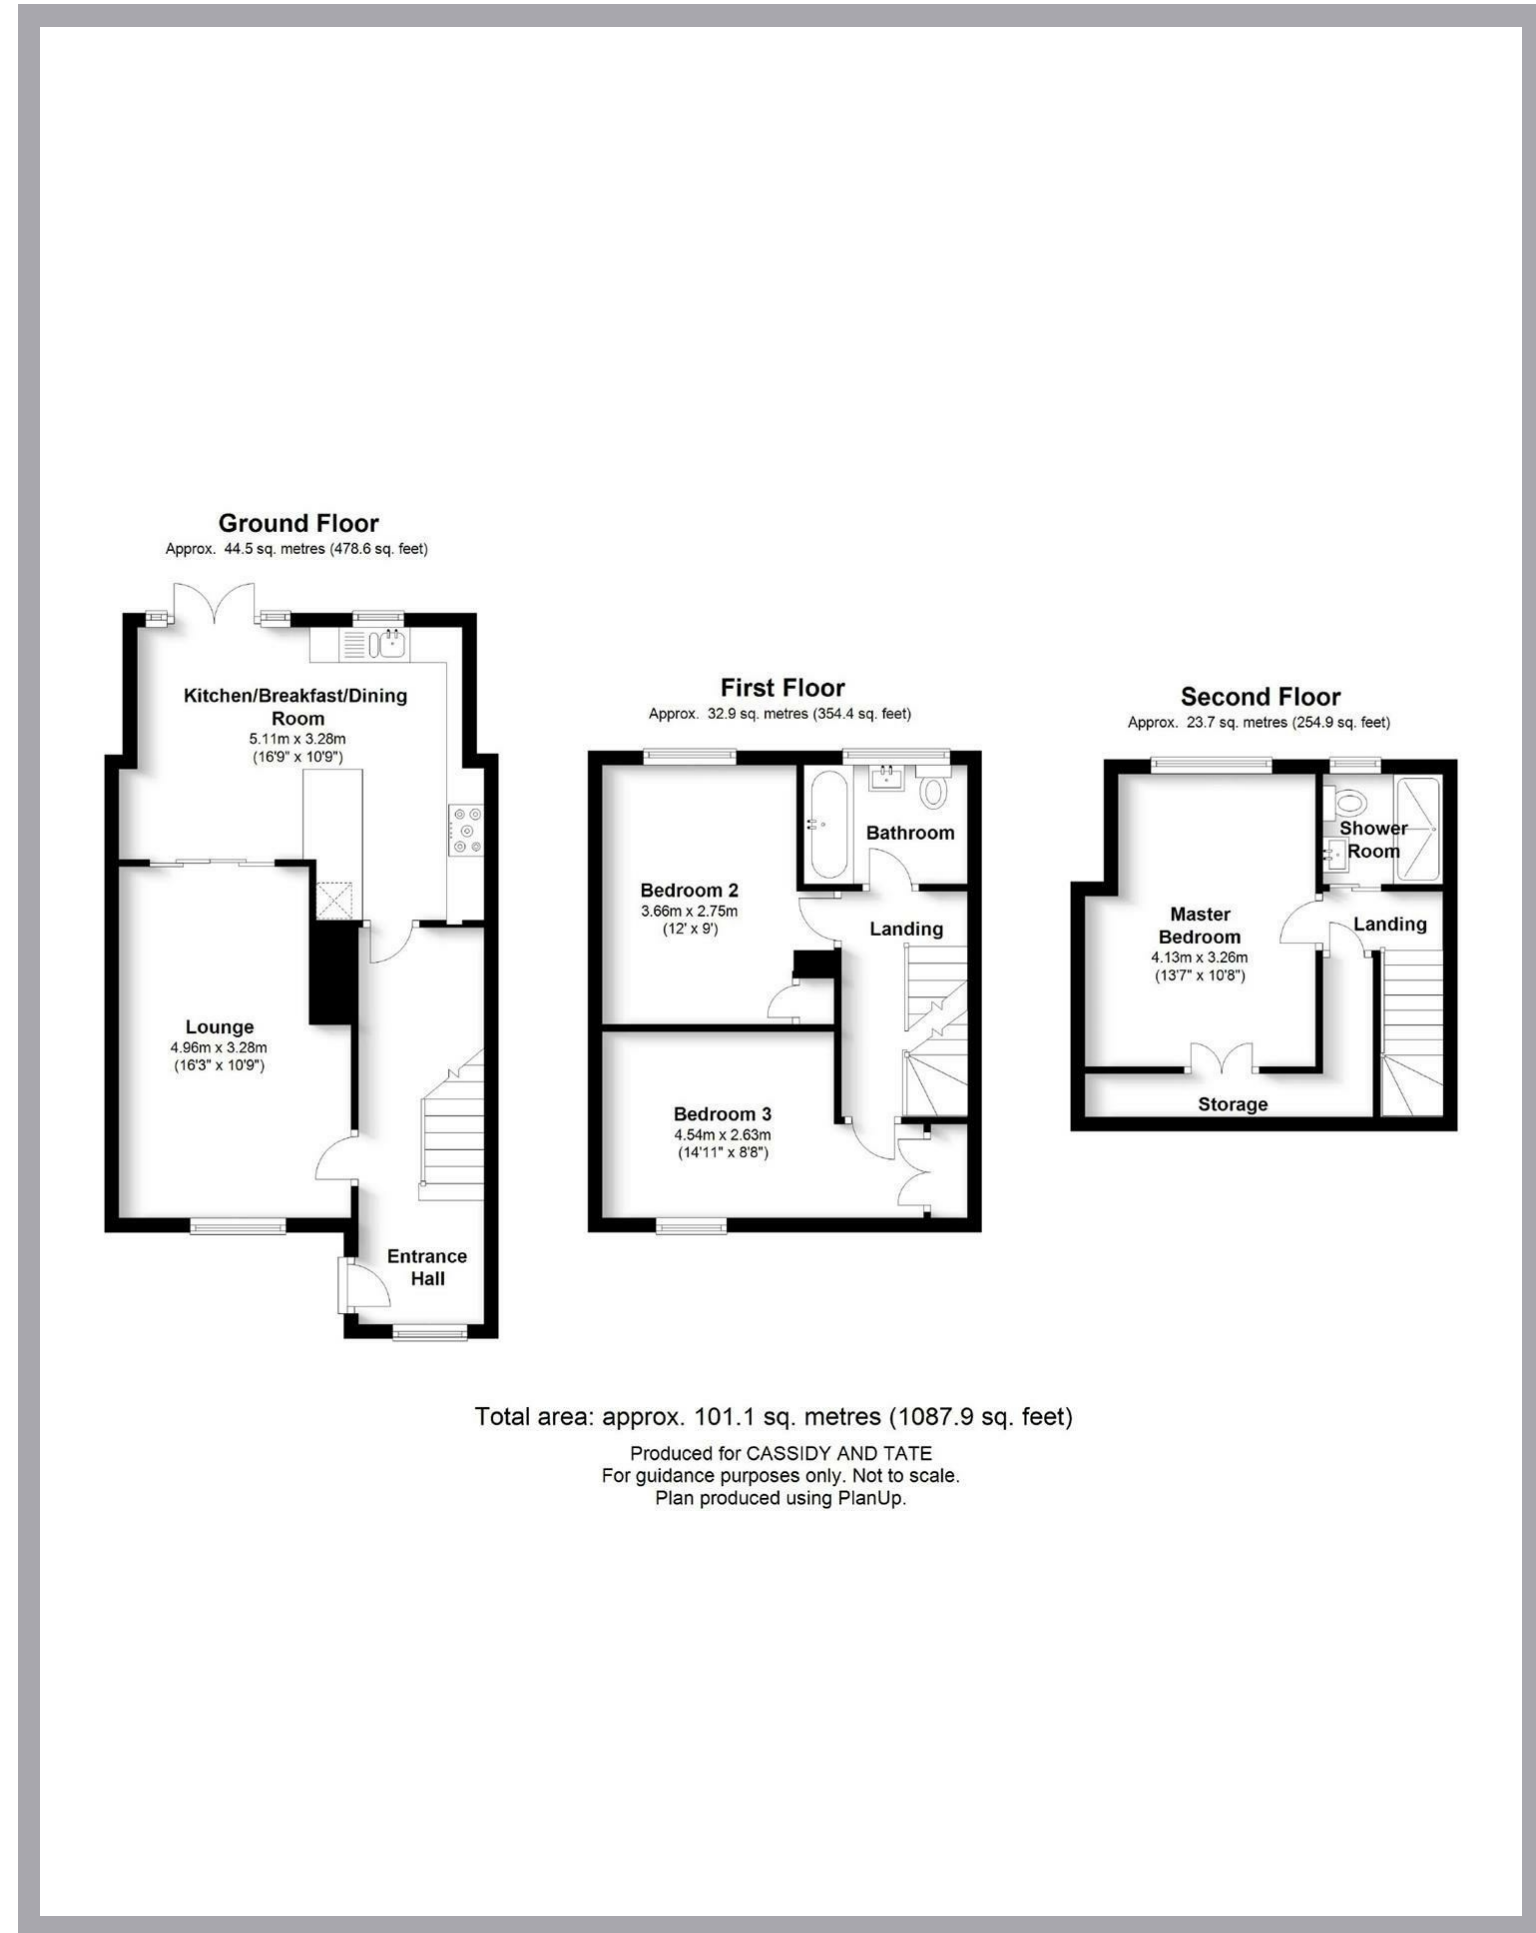 Ground Floor
Approx. 44.5 sq. metres (478.6 sq. feet)
Kitchen/Breakfast/Dining
Room
5.11m x 3.28m
(16'9" x 10'9")
Lounge
4.96m x 3.28m
(16'3" x 10'9")
Entrance
Hall
First Floor
Approx. 32.9 sq. metres (354.4 sq. feet)
Bathroom
Bedroom 2
3.66m x 2.75m
(12' x 9')
Landing
Bedroom 3
4.54m x 2.63m
(14'11" x 8'8")
Second Floor
Approx. 23.7 sq. metres (254.9 sq. feet)
Shower
Room
Master
Bedroom
4.13m x 3.26m
(13'7" x 10'8")
Landing
Storage
Total area: approx. 101.1 sq. metres (1087.9 sq. feet)
Produced for CASSIDY AND TATE
For guidance purposes only. Not to scale.
Plan produced using PlanUp.